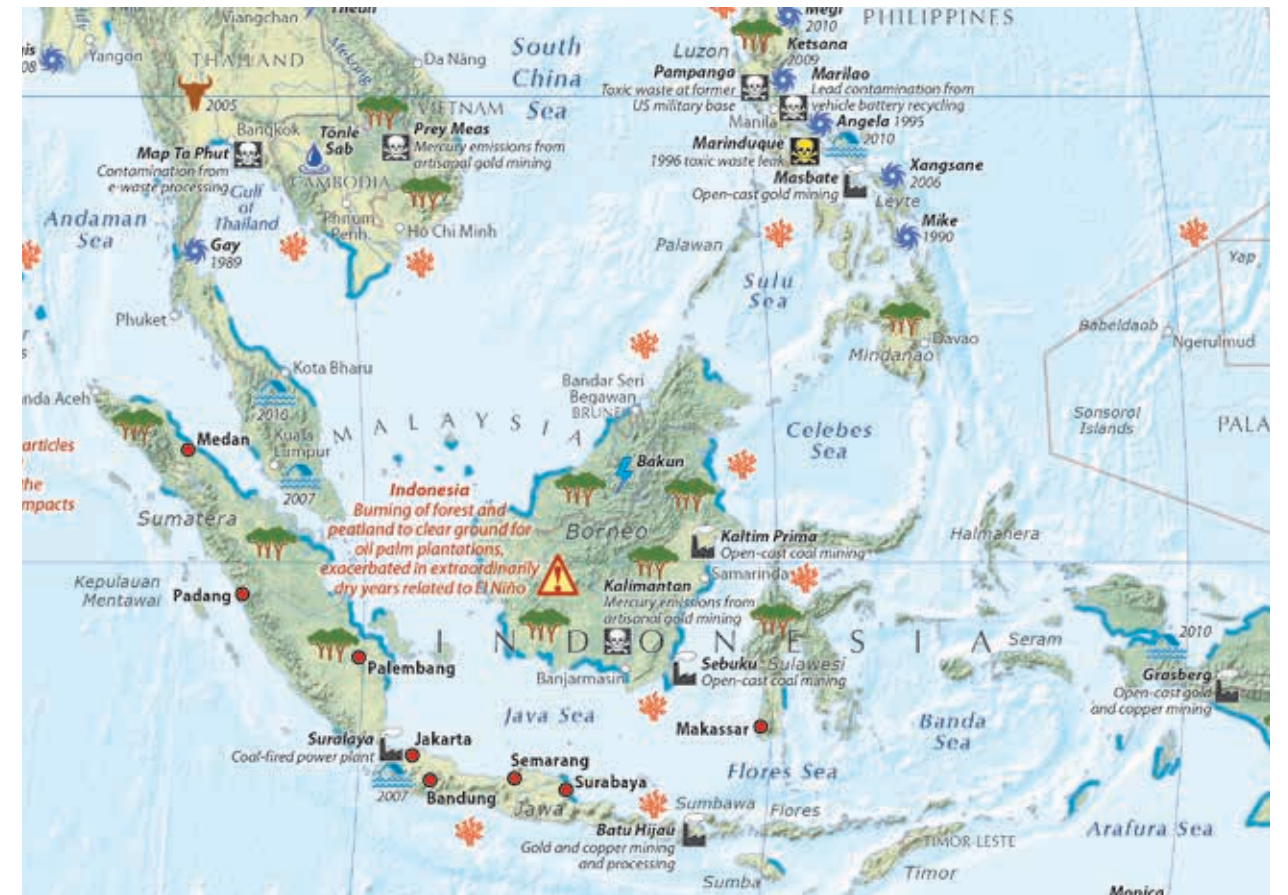 Viangchan
Yangon
THAILAND
2005
Mekong
Da Nâng
VIETNAM
Bangkok
Tônlé
Sab
Prey Meas
Mercury emissions from
artisanal gold mining
Map Ta Phut
Contamination from
e-waste processing
CAMBODIA
Gulf
of
Thailand
Phnum
Penh
Ho Chi Minh
Andaman
Sea
Gay
1989
Phuket
South
China
Sea
PHILIPPINES
Megi
2010
Luzon
Ketsana
2009
Pampanga
Toxic waste at former
US military base
Marilao
Lead contamination from
vehicle battery recycling
Manila
Angela 1995
2010
Marinduque
1996 toxic waste leak
Masbate
Open-cast gold mining
Xangsane
2006
Leyte
Mike
1990
Palawan
Sulu
Sea
Yap
Babeldaob
Ngerulmud
Mindanao
Davao
Sonsorol
Islands
PALA
Kota Bharu
2010
nda Aceh
Medan
Kuala
Lumpur
2007
MALAYSIA
Bandar Seri
Begawan
BRUNEI
Celebes
Sea
Bakun
articles
he
mpacts
Indonesia
Burning of forest and
peatland to clear ground for
oil palm plantations,
exacerbated in extraordinarily
dry years related to El Niño
Sumatera
Borneo
Kaltim Prima
Open-cast coal mining
Halmahera
Samarinda
Kepulauan
Mentawai
Padang
Kalimantan
Mercury emissions from
artisanal gold mining
INDONESIA
Seram
2010
Palembang
Banjarmasin
Sebuku
Open-cast coal mining
Sulawesi
Grasberg
Open-cast gold
and copper mining
Java Sea
Makassar
Banda
Sea
Suralaya
Coal-fired power plant
Jakarta
2007
Bandung
Semarang
Surabaya
Jawa
Flores Sea
Sumbawa
Flores
Batu Hijau
Gold and copper mining
and processing
Arafura Sea
TIMOR-LESTE
Timor
Sumba
Monica